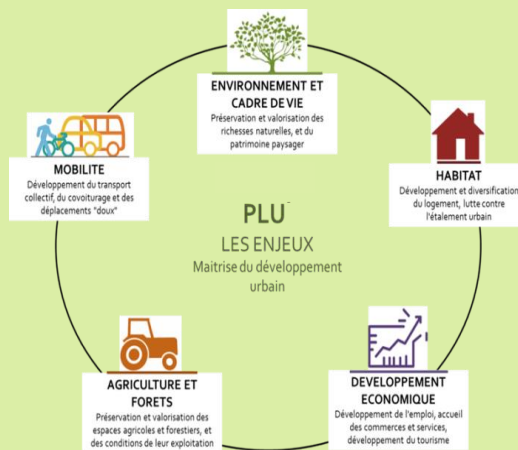 ENVIRONNEMENT ET
CADRE DE VIE
Préservation et valorisation des
richesses naturelles, et du
patrimoine paysager
MOBILITE
Développement du transport
collectif, du covoiturage et des
déplacements "doux"
HABITAT
Développement et diversification
du logement, lutte contre
l'étalement urbain
PLU
LES ENJEUX
Maitrise du développement
urbain
AGRICULTURE ET
FORETS
Préservation et valorisation des
espaces agricoles et forestiers, et
des conditions de leur exploitation
DEVELOPPEMENT
ECONOMIQUE
Développement de l'emploi, accueil
des commerces et services,
développement du tourisme